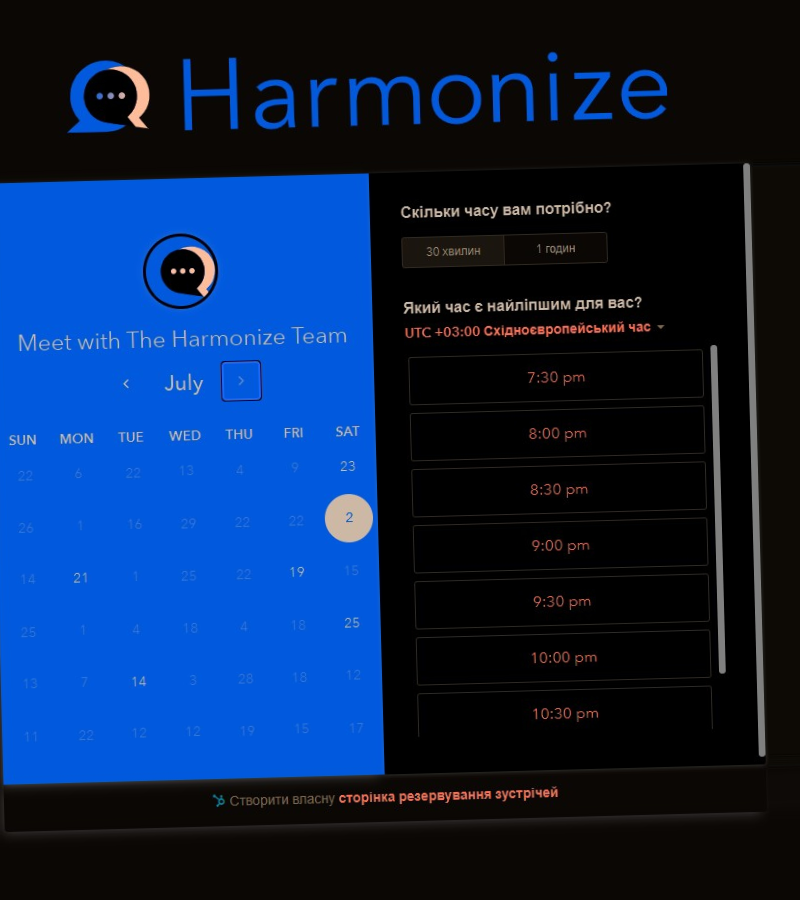 Harmonize
Meet with The Harmonize Team
July
SUN MON TUE WED THU FRI SAT
22 6 22 13 4 9 23
26 1 16 29 22 22 2
14 21 1 25 22 19 15
25 1 4 18 4 18 25
13 7 14 3 28 18 12
11 22 12 12 19 15 17
Скільки часу вам потрібно?
30 хвилин 1 годин
Який час є найліпшим для вас?
UTC +03:00 Східноєвропейський час
7:30 pm
8:00 pm
8:30 pm
9:00 pm
9:30 pm
10:00 pm
10:30 pm
Створити власну сторінка резервування зустрічей